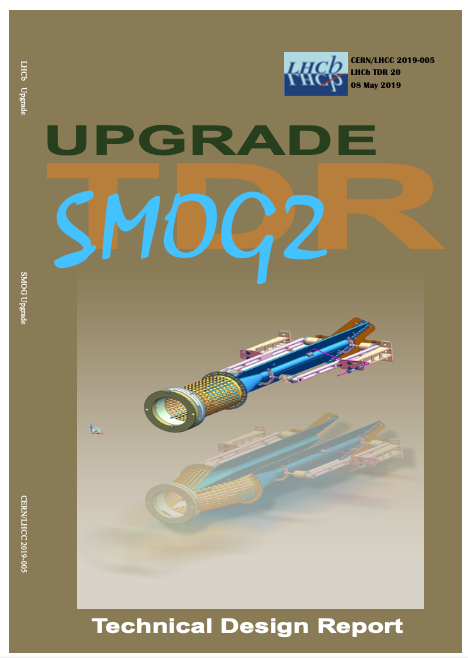 LHCb
LHCb
CERN/LHCC 2019-005
LHCb TDR 20
08 May 2019
UPGRADE
TDR
SMOG2
LHCb Upgrade
SMOG Upgrade
CERN/LHCC 2019-005
Technical Design Report